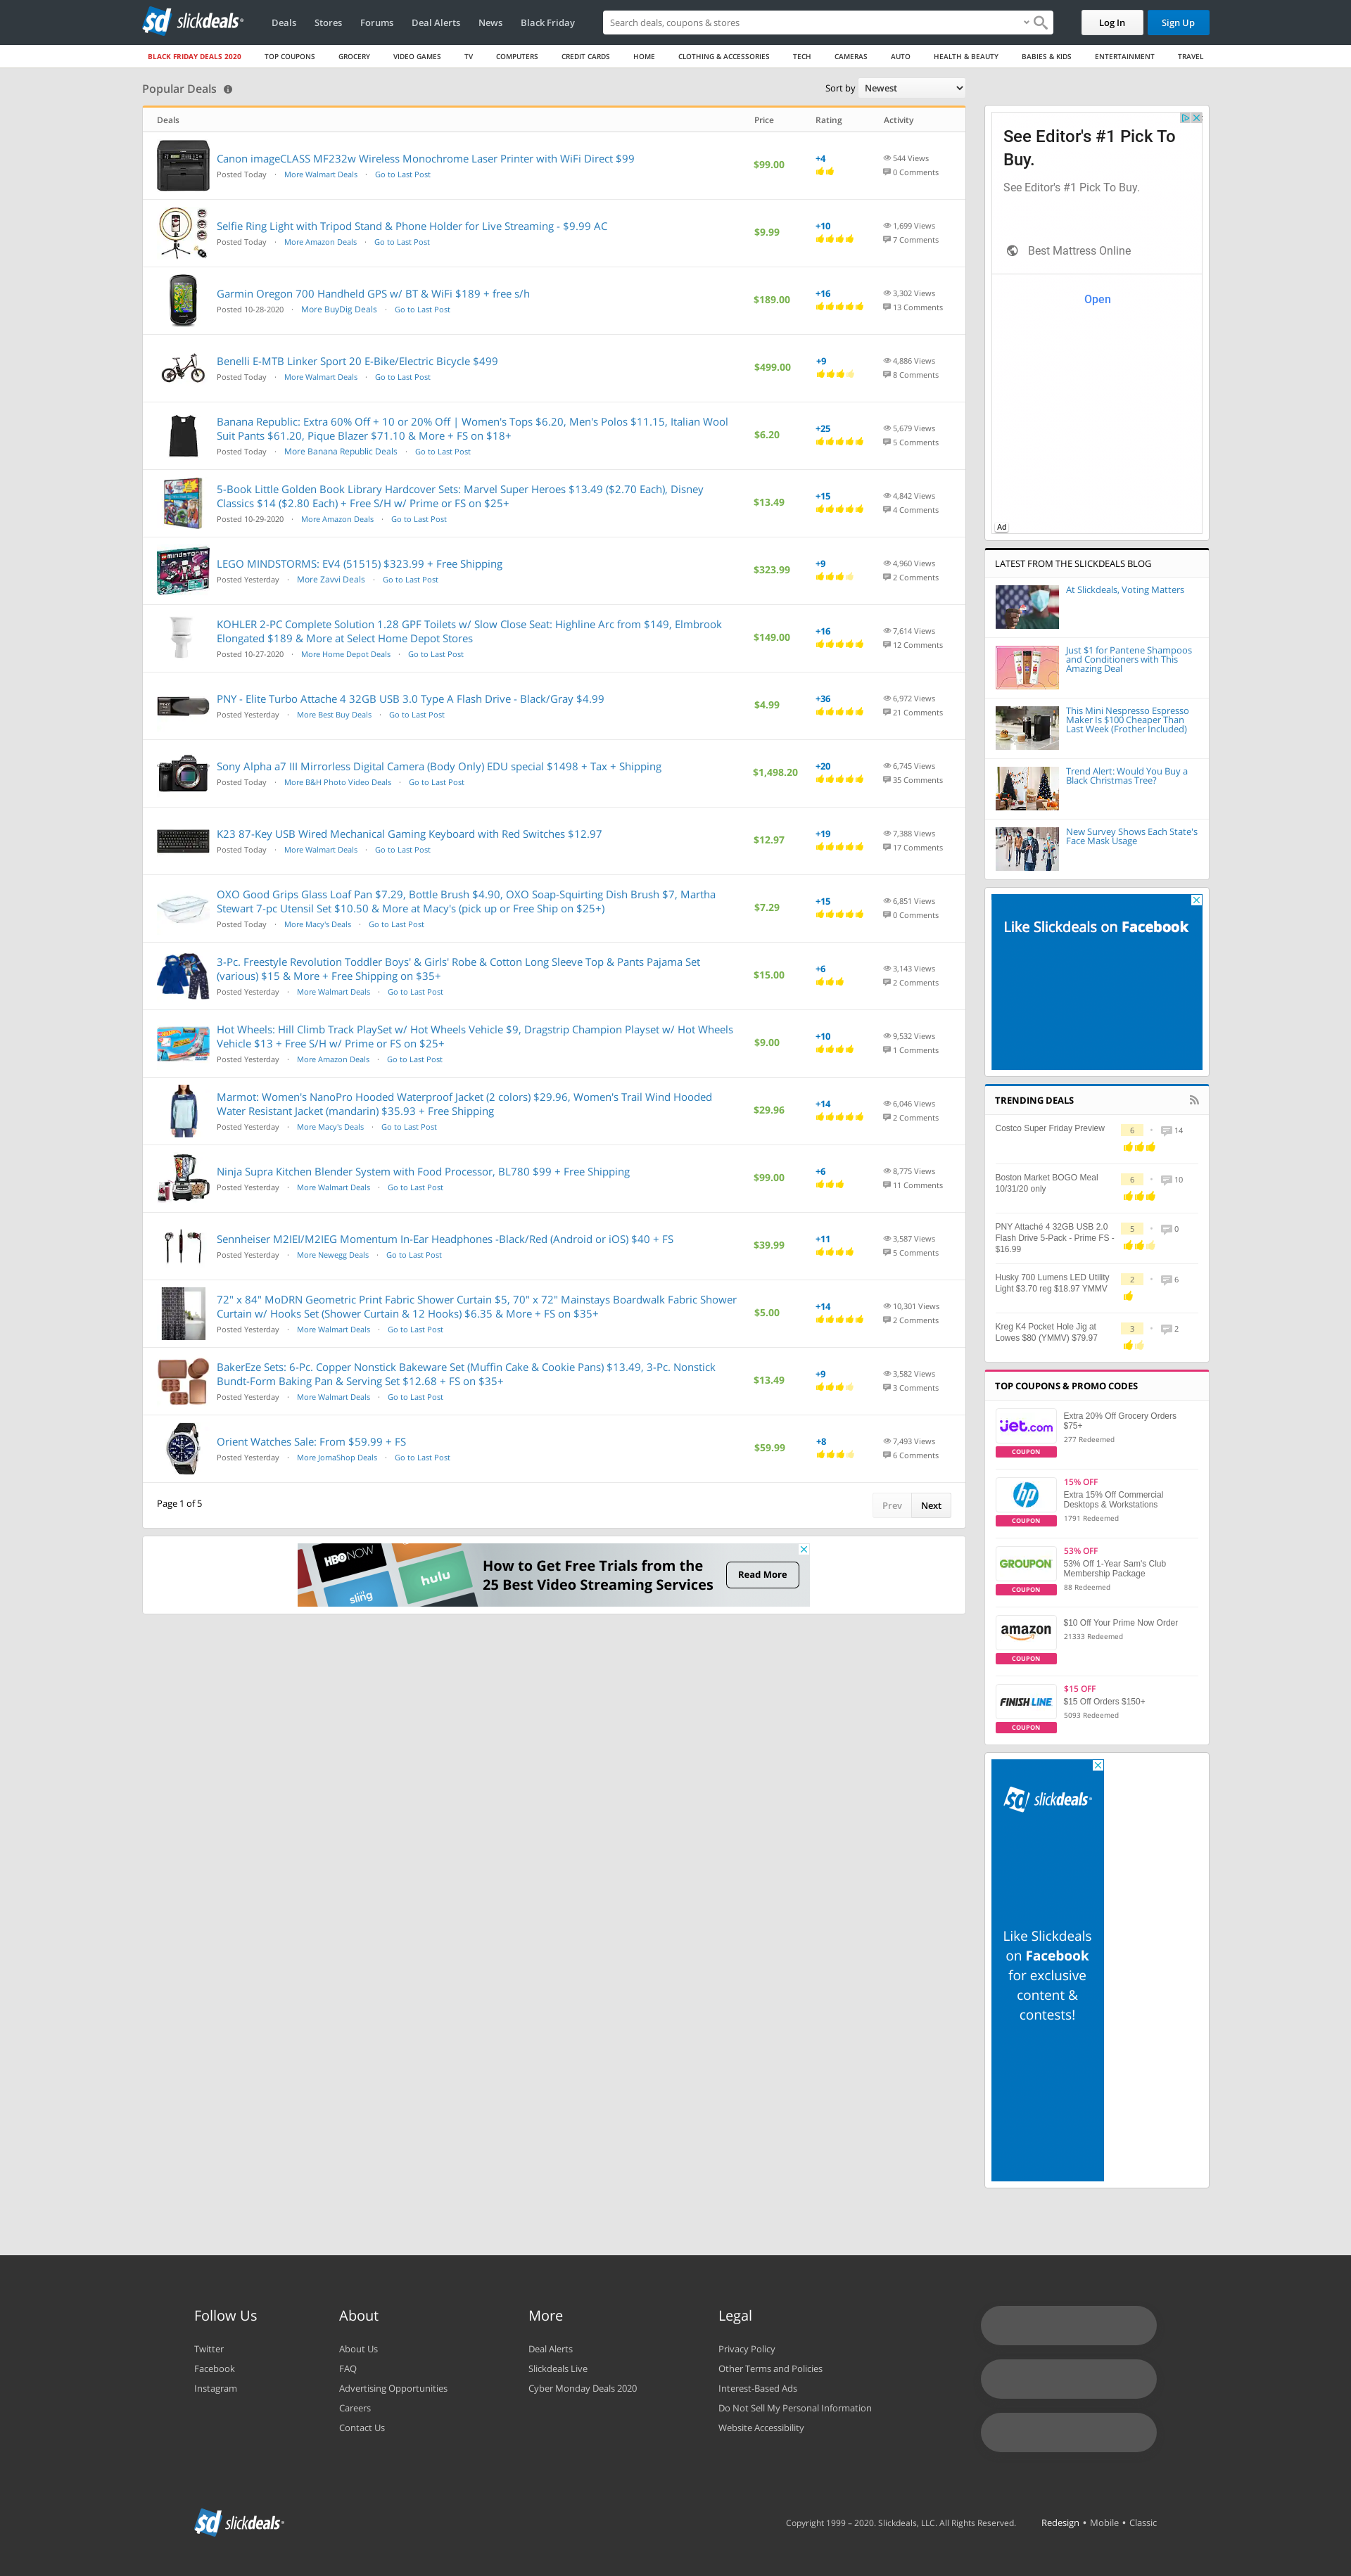 slickdeals
Deals Stores Forums Deal Alerts News Black Friday
Search deals, coupons & stores
Log In Sign Up
BLACK FRIDAY DEALS 2020 TOP COUPONS GROCERY VIDEO GAMES TV COMPUTERS CREDIT CARDS HOME CLOTHING & ACCESSORIES TECH CAMERAS AUTO HEALTH & BEAUTY BABIES & KIDS ENTERTAINMENT TRAVEL
Popular Deals
Sort by Newest
Deals Price Rating Activity
Canon imageCLASS MF232w Wireless Monochrome Laser Printer with WiFi Direct $99
Posted Today · More Walmart Deals · Go to Last Post
$99.00
+4
544 Views
0 Comments
Selfie Ring Light with Tripod Stand & Phone Holder for Live Streaming - $9.99 AC
Posted Today · More Amazon Deals · Go to Last Post
$9.99
+10
1,699 Views
7 Comments
Garmin Oregon 700 Handheld GPS w/ BT & WiFi $189 + free s/h
Posted 10-28-2020 · More BuyDig Deals · Go to Last Post
$189.00
+16
3,302 Views
13 Comments
Benelli E-MTB Linker Sport 20 E-Bike/Electric Bicycle $499
Posted Today · More Walmart Deals · Go to Last Post
$499.00
+9
4,886 Views
8 Comments
Banana Republic: Extra 60% Off + 10 or 20% Off | Women's Tops $6.20, Men's Polos $11.15, Italian Wool
Suit Pants $61.20, Pique Blazer $71.10 & More + FS on $18+
Posted Today · More Banana Republic Deals · Go to Last Post
$6.20
+25
5,679 Views
5 Comments
5-Book Little Golden Book Library Hardcover Sets: Marvel Super Heroes $13.49 ($2.70 Each), Disney
Classics $14 ($2.80 Each) + Free S/H w/ Prime or FS on $25+
Posted 10-29-2020 · More Amazon Deals · Go to Last Post
$13.49
+15
4,842 Views
4 Comments
LEGO MINDSTORMS: EV4 (51515) $323.99 + Free Shipping
Posted Yesterday · More Zavvi Deals · Go to Last Post
$323.99
+9
4,960 Views
2 Comments
KOHLER 2-PC Complete Solution 1.28 GPF Toilets w/ Slow Close Seat: Highline Arc from $149, Elmbrook
Elongated $189 & More at Select Home Depot Stores
Posted 10-27-2020 · More Home Depot Deals · Go to Last Post
$149.00
+16
7,614 Views
12 Comments
PNY - Elite Turbo Attache 4 32GB USB 3.0 Type A Flash Drive - Black/Gray $4.99
Posted Yesterday · More Best Buy Deals · Go to Last Post
$4.99
+36
6,972 Views
21 Comments
Sony Alpha a7 III Mirrorless Digital Camera (Body Only) EDU special $1498 + Tax + Shipping
Posted Today · More B&H Photo Video Deals · Go to Last Post
$1,498.20
+20
6,745 Views
35 Comments
K23 87-Key USB Wired Mechanical Gaming Keyboard with Red Switches $12.97
Posted Today · More Walmart Deals · Go to Last Post
$12.97
+19
7,388 Views
17 Comments
OXO Good Grips Glass Loaf Pan $7.29, Bottle Brush $4.90, OXO Soap-Squirting Dish Brush $7, Martha
Stewart 7-pc Utensil Set $10.50 & More at Macy's (pick up or Free Ship on $25+)
Posted Today · More Macy's Deals · Go to Last Post
$7.29
+15
6,851 Views
0 Comments
3-Pc. Freestyle Revolution Toddler Boys' & Girls' Robe & Cotton Long Sleeve Top & Pants Pajama Set
(various) $15 & More + Free Shipping on $35+
Posted Yesterday · More Walmart Deals · Go to Last Post
$15.00
+6
3,143 Views
2 Comments
Hot Wheels: Hill Climb Track PlaySet w/ Hot Wheels Vehicle $9, Dragstrip Champion Playset w/ Hot Wheels
Vehicle $13 + Free S/H w/ Prime or FS on $25+
Posted Yesterday · More Amazon Deals · Go to Last Post
$9.00
+10
9,532 Views
1 Comments
Marmot: Women's NanoPro Hooded Waterproof Jacket (2 colors) $29.96, Women's Trail Wind Hooded
Water Resistant Jacket (mandarin) $35.93 + Free Shipping
Posted Yesterday · More Macy's Deals · Go to Last Post
$29.96
+14
6,046 Views
2 Comments
Ninja Supra Kitchen Blender System with Food Processor, BL780 $99 + Free Shipping
Posted Yesterday · More Walmart Deals · Go to Last Post
$99.00
+6
8,775 Views
11 Comments
Sennheiser M2IEI/M2IEG Momentum In-Ear Headphones -Black/Red (Android or iOS) $40 + FS
Posted Yesterday · More Newegg Deals · Go to Last Post
$39.99
+11
3,587 Views
5 Comments
72" x 84" MoDRN Geometric Print Fabric Shower Curtain $5, 70" x 72" Mainstays Boardwalk Fabric Shower
Curtain w/ Hooks Set (Shower Curtain & 12 Hooks) $6.35 & More + FS on $35+
Posted Yesterday · More Walmart Deals · Go to Last Post
$5.00
+14
10,301 Views
2 Comments
BakerEze Sets: 6-Pc. Copper Nonstick Bakeware Set (Muffin Cake & Cookie Pans) $13.49, 3-Pc. Nonstick
Bundt-Form Baking Pan & Serving Set $12.68 + FS on $35+
Posted Yesterday · More Walmart Deals · Go to Last Post
$13.49
+9
3,582 Views
3 Comments
Orient Watches Sale: From $59.99 + FS
Posted Yesterday · More JomaShop Deals · Go to Last Post
$59.99
+8
7,493 Views
6 Comments
Page 1 of 5
Prev Next
HBO NOW
sling
hulu
How to Get Free Trials from the
25 Best Video Streaming Services
Read More
See Editor's #1 Pick To
Buy.
See Editor's #1 Pick To Buy.
Best Mattress Online
Open
Ad
LATEST FROM THE SLICKDEALS BLOG
At Slickdeals, Voting Matters
Just $1 for Pantene Shampoos
and Conditioners with This
Amazing Deal
This Mini Nespresso Espresso
Maker Is $100 Cheaper Than
Last Week (Frother Included)
Trend Alert: Would You Buy a
Black Christmas Tree?
New Survey Shows Each State's
Face Mask Usage
Like Slickdeals on Facebook
TRENDING DEALS
Costco Super Friday Preview
6 • 14
Boston Market BOGO Meal
10/31/20 only
6 • 10
PNY Attaché 4 32GB USB 2.0
Flash Drive 5-Pack - Prime FS -
$16.99
5 • 0
Husky 700 Lumens LED Utility
Light $3.70 reg $18.97 YMMV
2 • 6
Kreg K4 Pocket Hole Jig at
Lowes $80 (YMMV) $79.97
3 • 2
TOP COUPONS & PROMO CODES
jet.com
COUPON
Extra 20% Off Grocery Orders
$75+
277 Redeemed
hp
COUPON
15% OFF
Extra 15% Off Commercial
Desktops & Workstations
1791 Redeemed
GROUPON
COUPON
53% OFF
53% Off 1-Year Sam's Club
Membership Package
88 Redeemed
amazon
COUPON
$10 Off Your Prime Now Order
21333 Redeemed
FINISH LINE
COUPON
$15 OFF
$15 Off Orders $150+
5093 Redeemed
slickdeals
Like Slickdeals
on Facebook
for exclusive
content &
contests!
Follow Us
Twitter
Facebook
Instagram
About
About Us
FAQ
Advertising Opportunities
Careers
Contact Us
More
Deal Alerts
Slickdeals Live
Cyber Monday Deals 2020
Legal
Privacy Policy
Other Terms and Policies
Interest-Based Ads
Do Not Sell My Personal Information
Website Accessibility
slickdeals
Copyright 1999 – 2020. Slickdeals, LLC. All Rights Reserved.
Redesign • Mobile • Classic